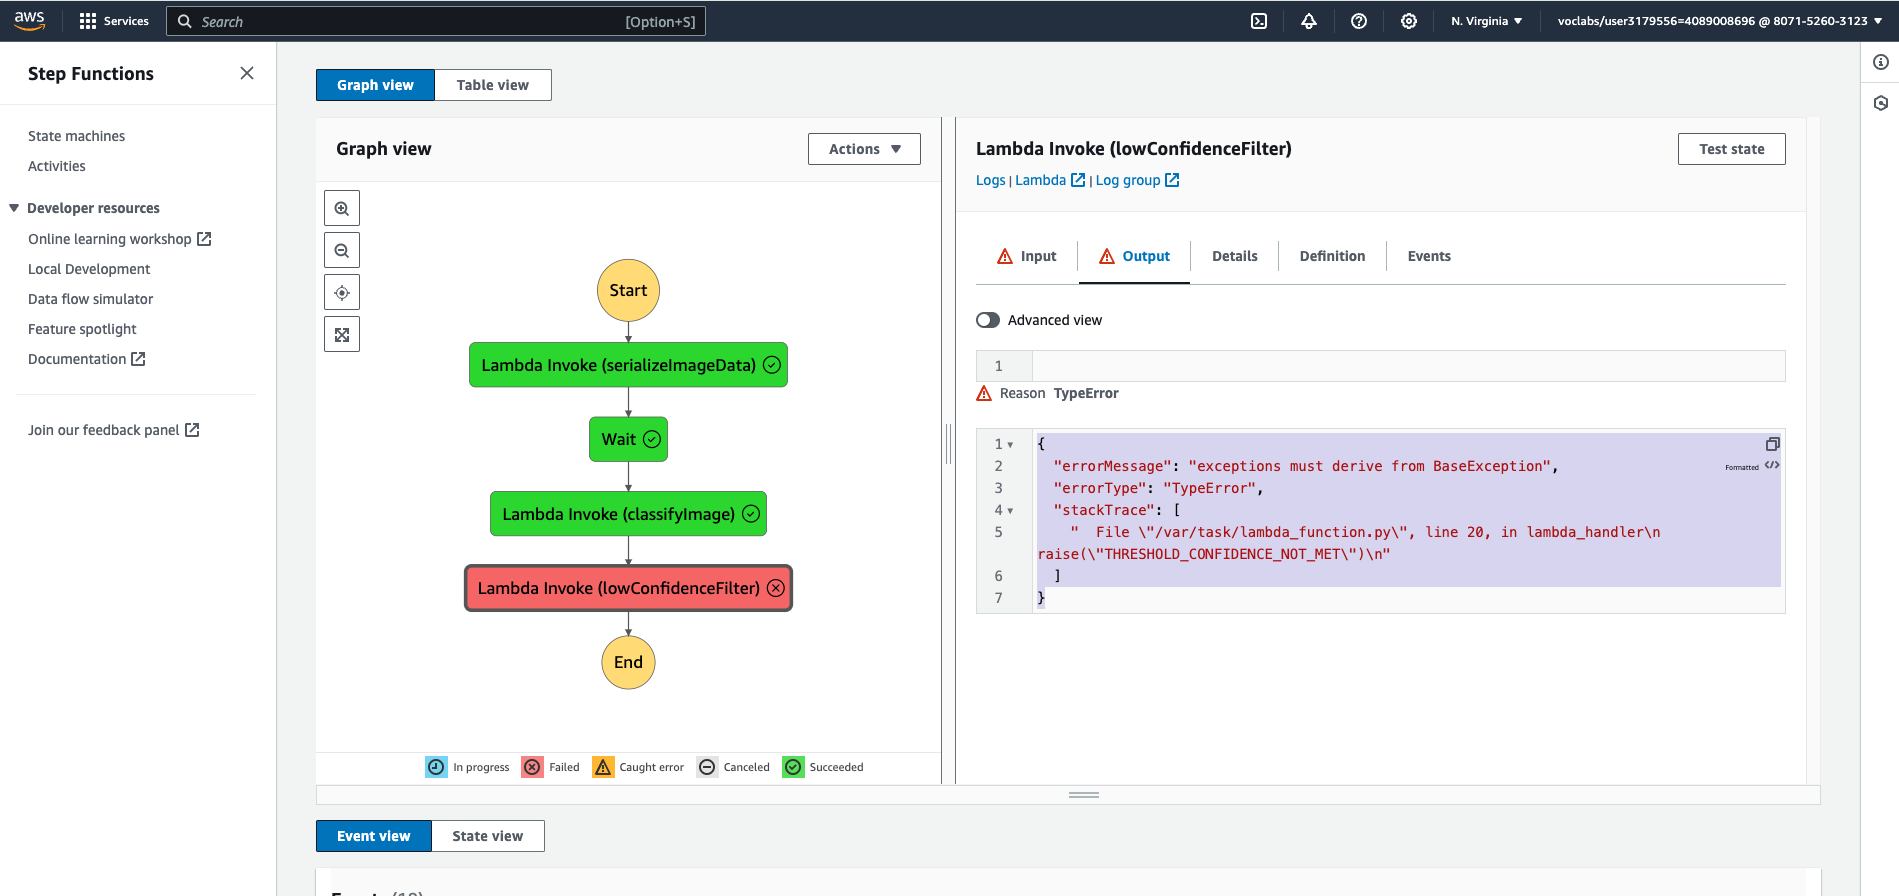 aws
Services
Search
[Option+S]
N. Virginia
voclabs/user3179556=4089008696 @ 8071-5260-3123
Step Functions
State machines
Activities
Developer resources
Online learning workshop
Local Development
Data flow simulator
Feature spotlight
Documentation
Join our feedback panel
Graph view
Table view
Graph view
Actions
Start
Lambda Invoke (serializeImageData)
Wait
Lambda Invoke (classifyImage)
Lambda Invoke (lowConfidenceFilter)
End
In progress
Failed
Caught error
Canceled
Succeeded
Lambda Invoke (lowConfidenceFilter)
Test state
Logs | Lambda | Log group
Input
Output
Details
Definition
Events
Advanced view
1
Reason TypeError
1 {
2 "errorMessage": "exceptions must derive from BaseException",
Formatted
3 "errorType": "TypeError",
4 "stackTrace": [
5 "  File \"/var/task/lambda_function.py\", line 20, in lambda_handler\n
raise(\"THRESHOLD_CONFIDENCE_NOT_MET\")\n"
6 ]
7 }
Event view
State view